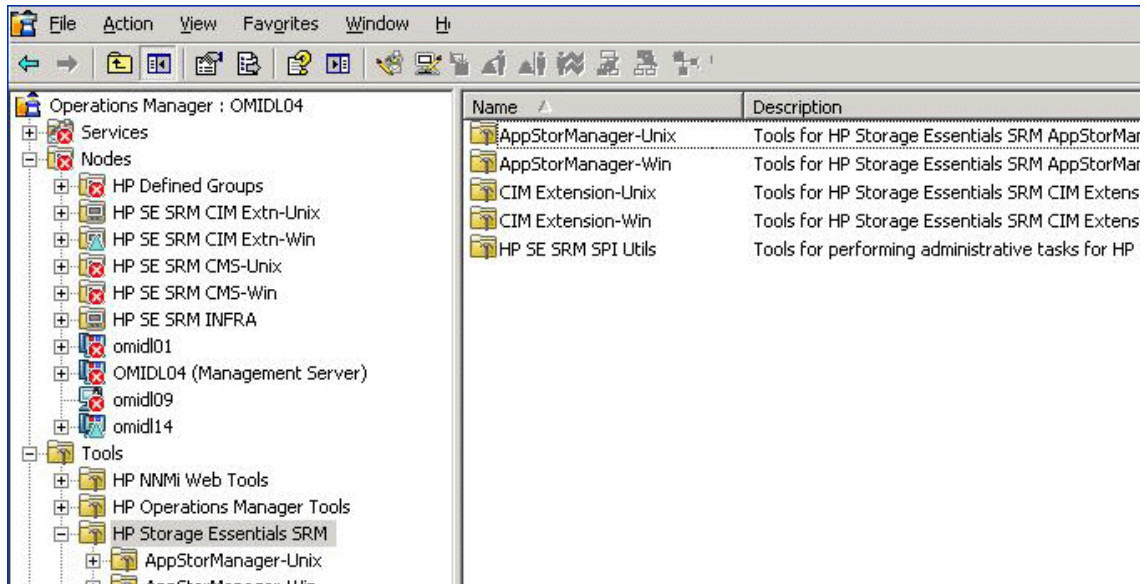 File Action View Favorites Window
Operations Manager : OMIDL04
Services
Nodes
HP Defined Groups
HP SE SRM CIM Extn-Unix
HP SE SRM CIM Extn-Win
HP SE SRM CMS-Unix
HP SE SRM CMS-Win
HP SE SRM INFRA
omidl01
OMIDL04 (Management Server)
omidl09
omidl14
Tools
HP NNMi Web Tools
HP Operations Manager Tools
HP Storage Essentials SRM
AppStorManager-Unix
AppStorManager-Win
Name Description
AppStorManager-Unix Tools for HP Storage Essentials SRM AppStorMar
AppStorManager-Win Tools for HP Storage Essentials SRM AppStorMar
CIM Extension-Unix Tools for HP Storage Essentials SRM CIM Extens
CIM Extension-Win Tools for HP Storage Essentials SRM CIM Extens
HP SE SRM SPI Utils Tools for performing administrative tasks for HP